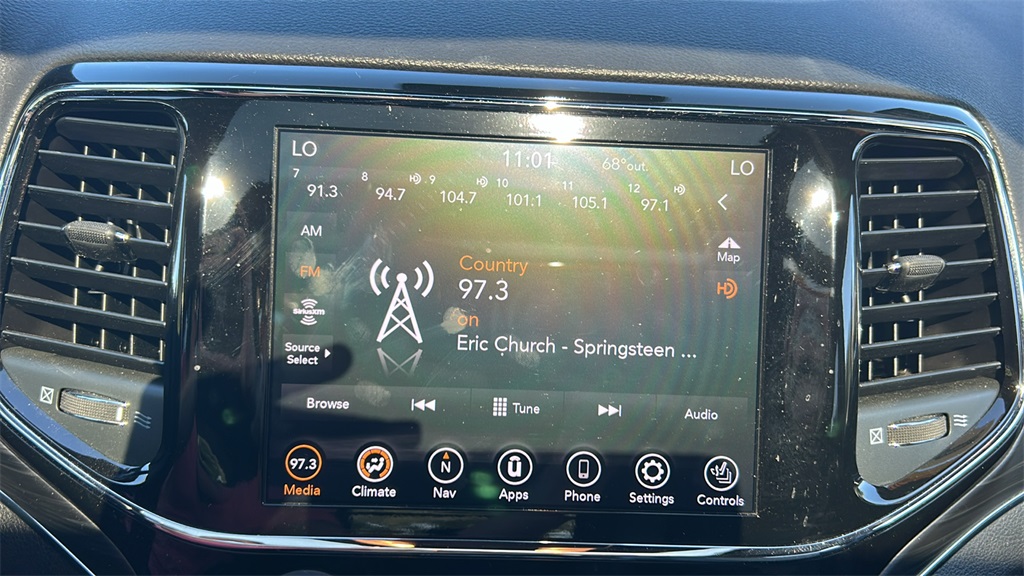 LO 11:01 68°out. LO
7 91.3 8 94.7 9 104.7 10 101.1 11 105.1 12 97.1
AM
FM
SiriusXM
Source
Select
Country
97.3
on
Eric Church - Springsteen ...
Map
Browse Tune Audio
97.3 N
Media Climate Nav Apps Phone Settings Controls